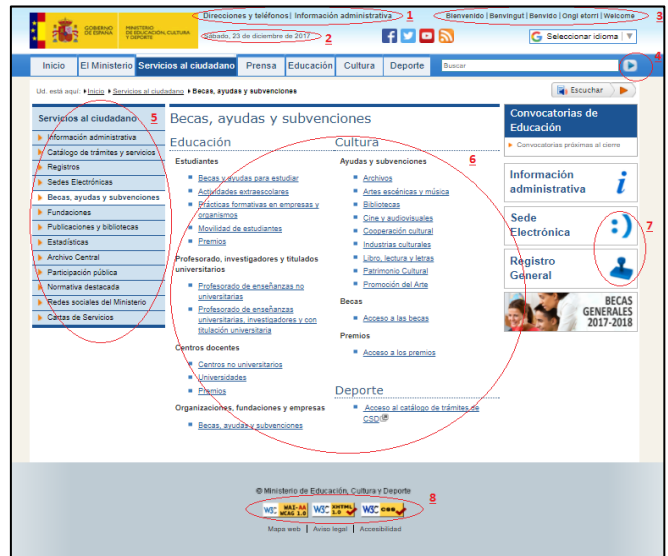 Direcciones y teléfonos | Información administrativa 1
Bienvenido | Benvingut | Benvido | Ongi etorri | Welcome 3
GOBIERNO DE ESPAÑA
MINISTERIO DE EDUCACIÓN, CULTURA Y DEPORTE
Sábado, 23 de diciembre de 2017 2
G Seleccionar idioma | ▼
4
Inicio El Ministerio Servicios al ciudadano Prensa Educación Cultura Deporte Buscar
Ud. está aquí: Inicio Servicios al ciudadano Becas, ayudas y subvenciones
Escuchar
Servicios al ciudadano 5
Información administrativa
Catálogo de trámites y servicios
Registros
Sedes Electrónicas
Becas, ayudas y subvenciones
Fundaciones
Publicaciones y bibliotecas
Estadísticas
Archivo Central
Participación pública
Normativa destacada
Redes sociales del Ministerio
Cartas de Servicios
Becas, ayudas y subvenciones
Educación
Estudiantes
Becas y ayudas para estudiar
Actividades extraescolares
Prácticas formativas en empresas y
organismos
Movilidad de estudiantes
Premios
Profesorado, investigadores y titulados
universitarios
Profesorado de enseñanzas no
universitarias
Profesorado de enseñanzas
universitarias, investigadores y con
titulación universitaria
Centros docentes
Centros no universitarios
Universidades
Premios
Organizaciones, fundaciones y empresas
Becas, ayudas y subvenciones
Cultura
6
Ayudas y subvenciones
Archivos
Artes escénicas y música
Bibliotecas
Cine y audiovisuales
Cooperación cultural
Industrias culturales
Libro, lectura y letras
Patrimonio Cultural
Promoción del Arte
Becas
Acceso a las becas
Premios
Acceso a los premios
Deporte
Acceso al catálogo de trámites de
CSD
Convocatorias de
Educación
Convocatorias próximas al cierre
Información
administrativa i
Sede
Electrónica :) 7
Registro
General
BECAS
GENERALES
2017-2018
© Ministerio de Educación, Cultura y Deporte
8
W3C WAI-AA WCAG 1.0 W3C XHTML 1.0 W3C css
Mapa web | Aviso legal | Accesibilidad